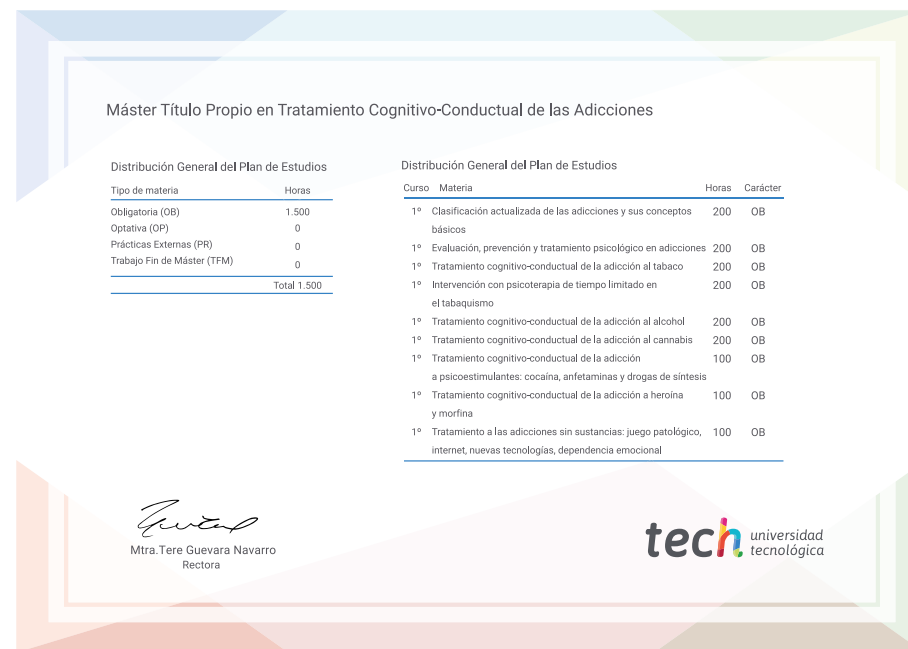 Máster Título Propio en Tratamiento Cognitivo-Conductual de las Adicciones
Distribución General del Plan de Estudios
Tipo de materia Horas
Obligatoria (OB) 1.500
Optativa (OP) 0
Prácticas Externas (PR) 0
Trabajo Fin de Máster (TFM) 0
Total 1.500
Distribución General del Plan de Estudios
Curso Materia Horas Carácter
1º Clasificación actualizada de las adicciones y sus conceptos 200 OB
básicos
1º Evaluación, prevención y tratamiento psicológico en adicciones 200 OB
1º Tratamiento cognitivo-conductual de la adicción al tabaco 200 OB
1º Intervención con psicoterapia de tiempo limitado en 200 OB
el tabaquismo
1º Tratamiento cognitivo-conductual de la adicción al alcohol 200 OB
1º Tratamiento cognitivo-conductual de la adicción al cannabis 200 OB
1º Tratamiento cognitivo-conductual de la adicción 100 OB
a psicoestimulantes: cocaína, anfetaminas y drogas de síntesis
1º Tratamiento cognitivo-conductual de la adicción a heroína 100 OB
y morfina
1º Tratamiento a las adicciones sin sustancias: juego patológico, 100 OB
internet, nuevas tecnologías, dependencia emocional
Mtra.Tere Guevara Navarro
Rectora
tech universidad
tecnológica